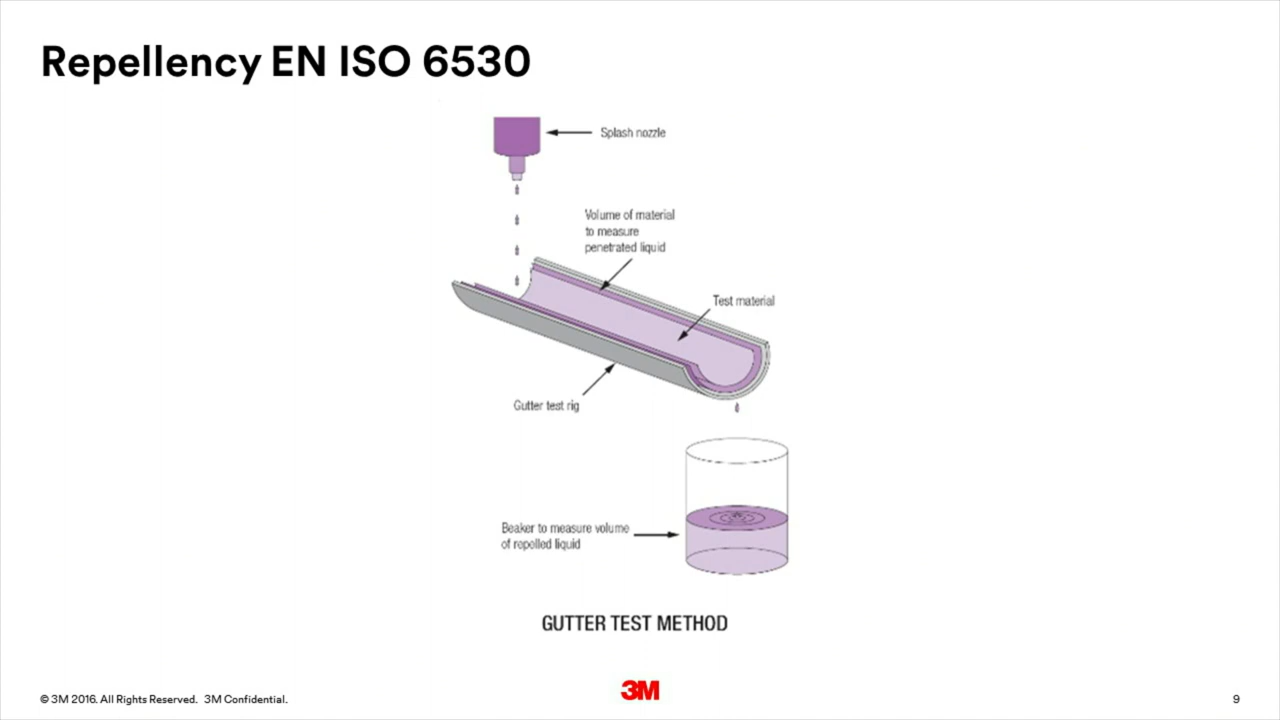 Repellency EN ISO 6530
Splash nozzle
Volume of material
to measure
penetrated liquid
Test material
Gutter test rig
Beaker to measure volume
of repelled liquid
GUTTER TEST METHOD
© 3M 2016. All Rights Reserved. 3M Confidential.
3M
9